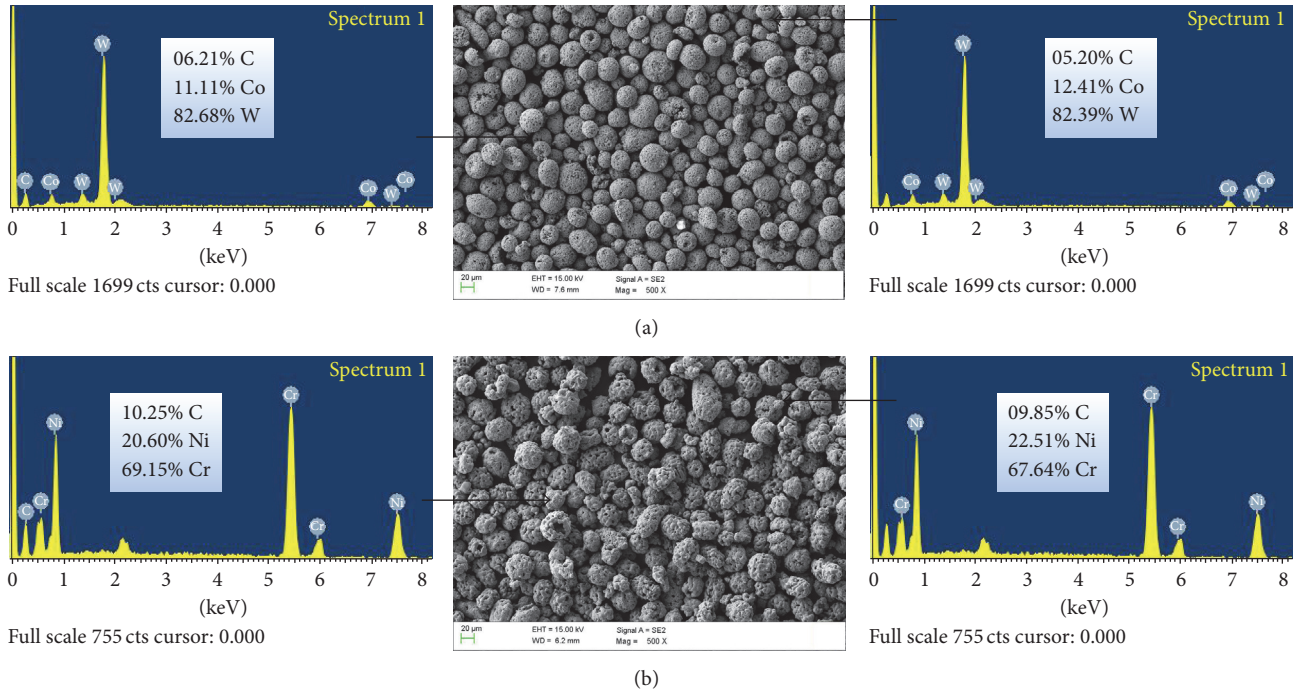 Spectrum 1
W
06.21% C
11.11% Co
82.68% W
C
Co
W
W
Co
W
Co
0 1 2 3 4 5 6 7 8
(keV)
Full scale 1699 cts cursor: 0.000
20 µm
EHT = 15.00 kV
Signal A = SE2
WD = 7.6 mm
Mag = 500 X
Spectrum 1
W
05.20% C
12.41% Co
82.39% W
Co
W
W
Co
W
Co
0 1 2 3 4 5 6 7 8
(keV)
Full scale 1699 cts cursor: 0.000
(a)
Spectrum 1
10.25% C
20.60% Ni
69.15% Cr
C
Cr
Ni
Cr
Cr
Ni
0 1 2 3 4 5 6 7 8
(keV)
Full scale 755 cts cursor: 0.000
20 µm
EHT = 15.00 kV
Signal A = SE2
WD = 6.2 mm
Mag = 500 X
Spectrum 1
09.85% C
22.51% Ni
67.64% Cr
Cr
Ni
Cr
Cr
Ni
0 1 2 3 4 5 6 7 8
(keV)
Full scale 755 cts cursor: 0.000
(b)